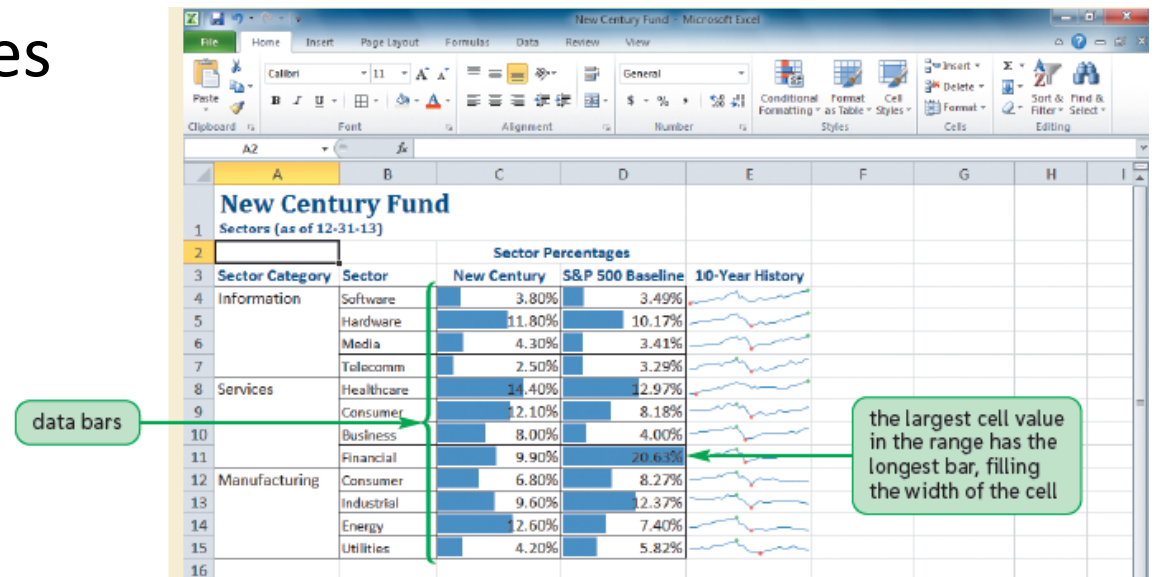 es
New Century Fund - Microsoft Excel
File Home Insert Page Layout Formulas Data Review View
Calibri 11 A A General Insert Σ
Paste B I U A $ % , Conditional Formatting Format as Table Cell Styles Delete Format Sort & Filter Find & Select
Clipboard Font Alignment Number Styles Cells Editing
A2 fx
A B C D E F G H I
New Century Fund
1 Sectors (as of 12-31-13)
2 Sector Percentages
3 Sector Category Sector New Century S&P 500 Baseline 10-Year History
4 Information Software 3.80% 3.49%
5 Hardware 11.80% 10.17%
6 Media 4.30% 3.41%
7 Telecomm 2.50% 3.29%
8 Services Healthcare 14.40% 12.97%
9 Consumer 12.10% 8.18%
10 Business 8.00% 4.00%
11 Financial 9.90% 20.63%
12 Manufacturing Consumer 6.80% 8.27%
13 Industrial 9.60% 12.37%
14 Energy 12.60% 7.40%
15 Utilities 4.20% 5.82%
16
data bars
the largest cell value
in the range has the
longest bar, filling
the width of the cell